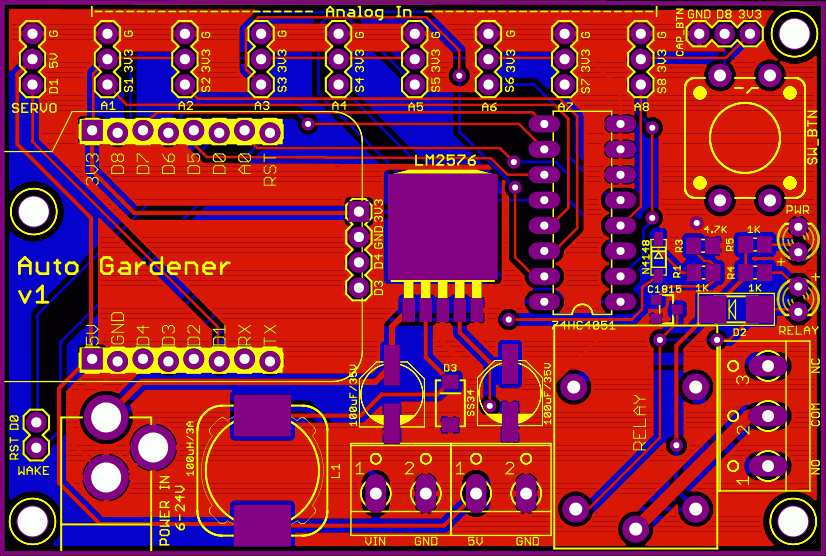 Analog In
CAP_BTN
GND D8 3V3
G
5V
D1
SERVO
G
3V3
S1
A1
G
3V3
S2
A2
G
3V3
S3
A3
G
3V3
S4
A4
G
3V3
S5
A5
G
3V3
S6
A6
G
3V3
S7
A7
G
3V3
S8
A8
SW_BTN
3V3
D8
D7
D6
D5
D0
A0
RST
LM2576
3V3
GND
D4
D3
Auto Gardener
v1
PWR
4.7K
1K
R3
R5
N4148
R1
R4
1K
1K
C1815
D2
RELAY
74HC4051
5V
GND
D4
D3
D2
D1
RX
TX
100uF/35V
D3
SS34
100uF/35V
RELAY
3
NC
2
COM
1
NO
RST D0
WAKE
POWER IN
6-24V
100uH/3A
L1
1
2
1
2
VIN
GND
5V
GND